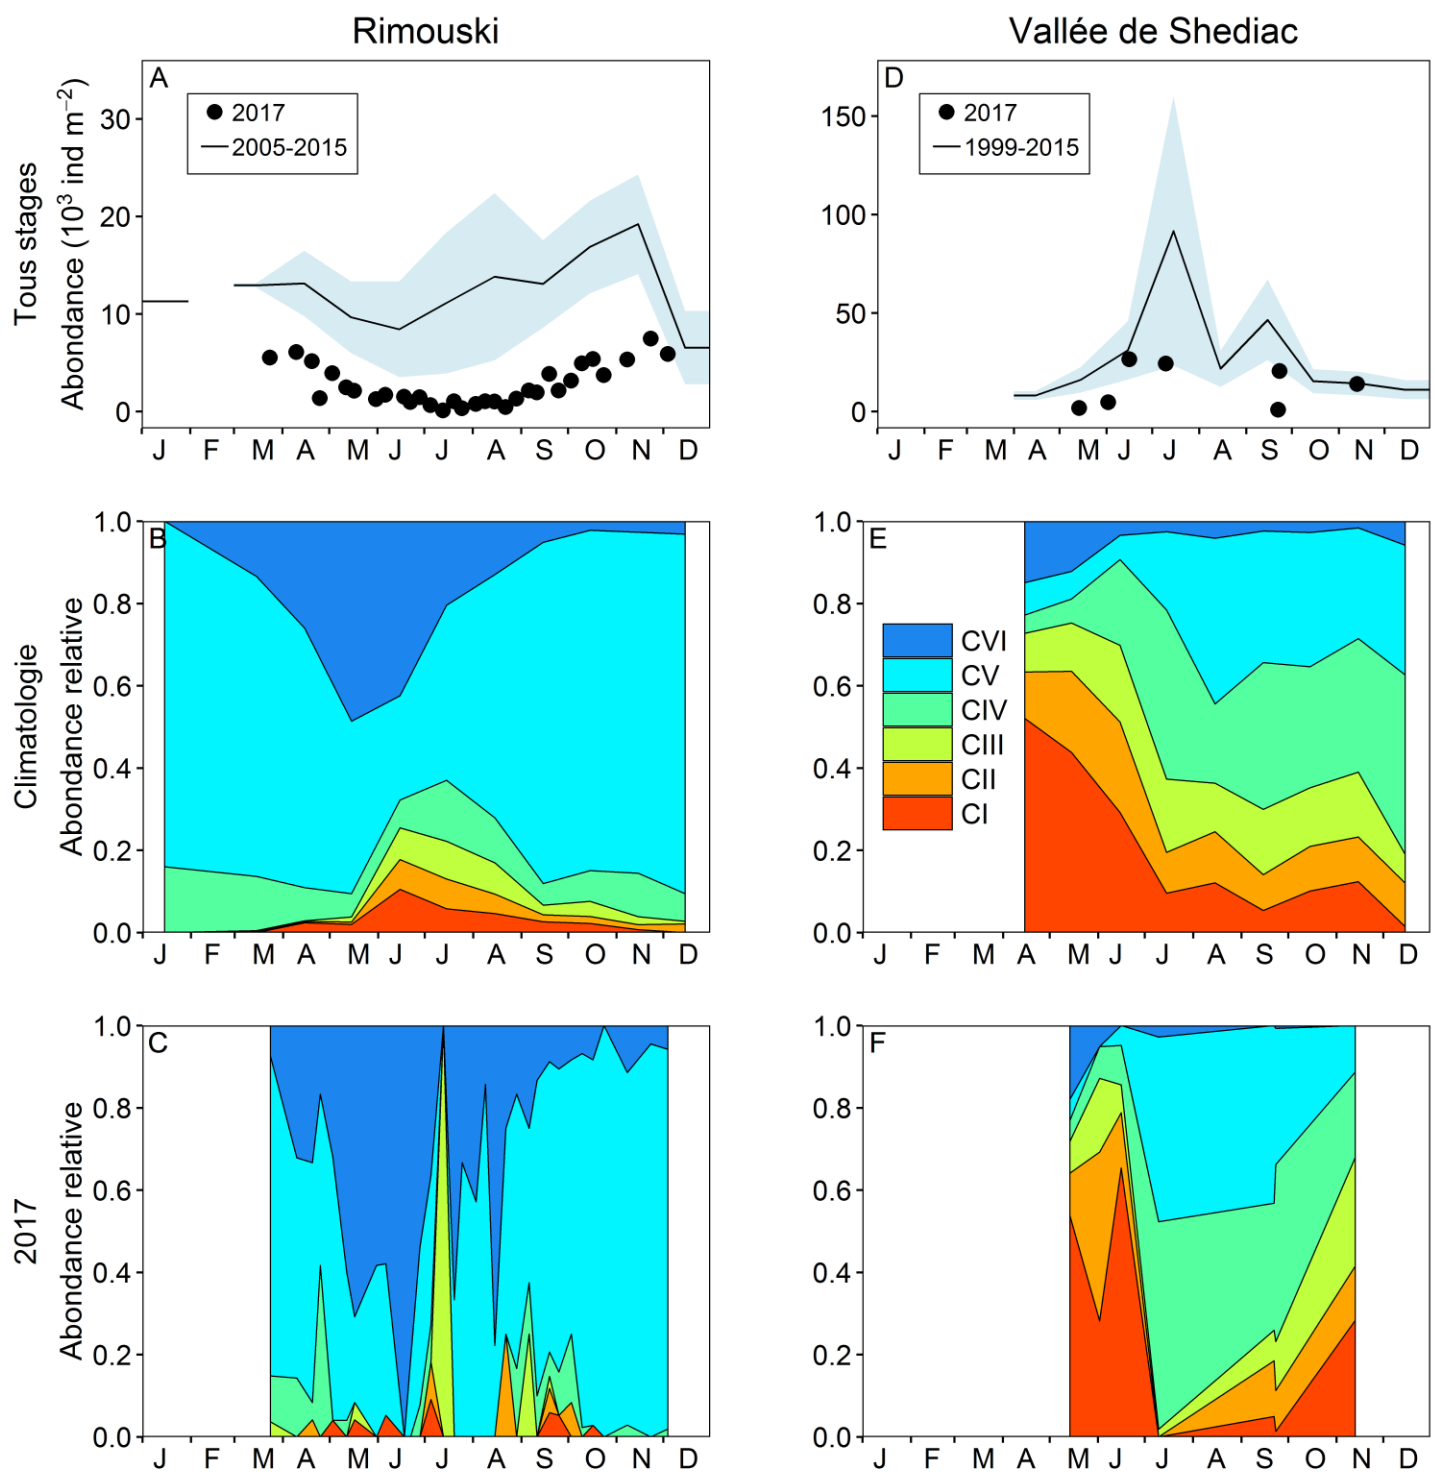 Rimouski
Vallée de Shediac
Tous stages
Abondance (10³ ind m⁻²)
A
2017
2005-2015
30
20
10
0
J F M A M J J A S O N D
D
2017
1999-2015
150
100
50
0
J F M A M J J A S O N D
Climatologie
Abondance relative
B
1.0
0.8
0.6
0.4
0.2
0.0
J F M A M J J A S O N D
E
1.0
0.8
0.6
0.4
0.2
0.0
CVI
CV
CIV
CIII
CII
CI
J F M A M J J A S O N D
2017
Abondance relative
C
1.0
0.8
0.6
0.4
0.2
0.0
J F M A M J J A S O N D
F
1.0
0.8
0.6
0.4
0.2
0.0
J F M A M J J A S O N D